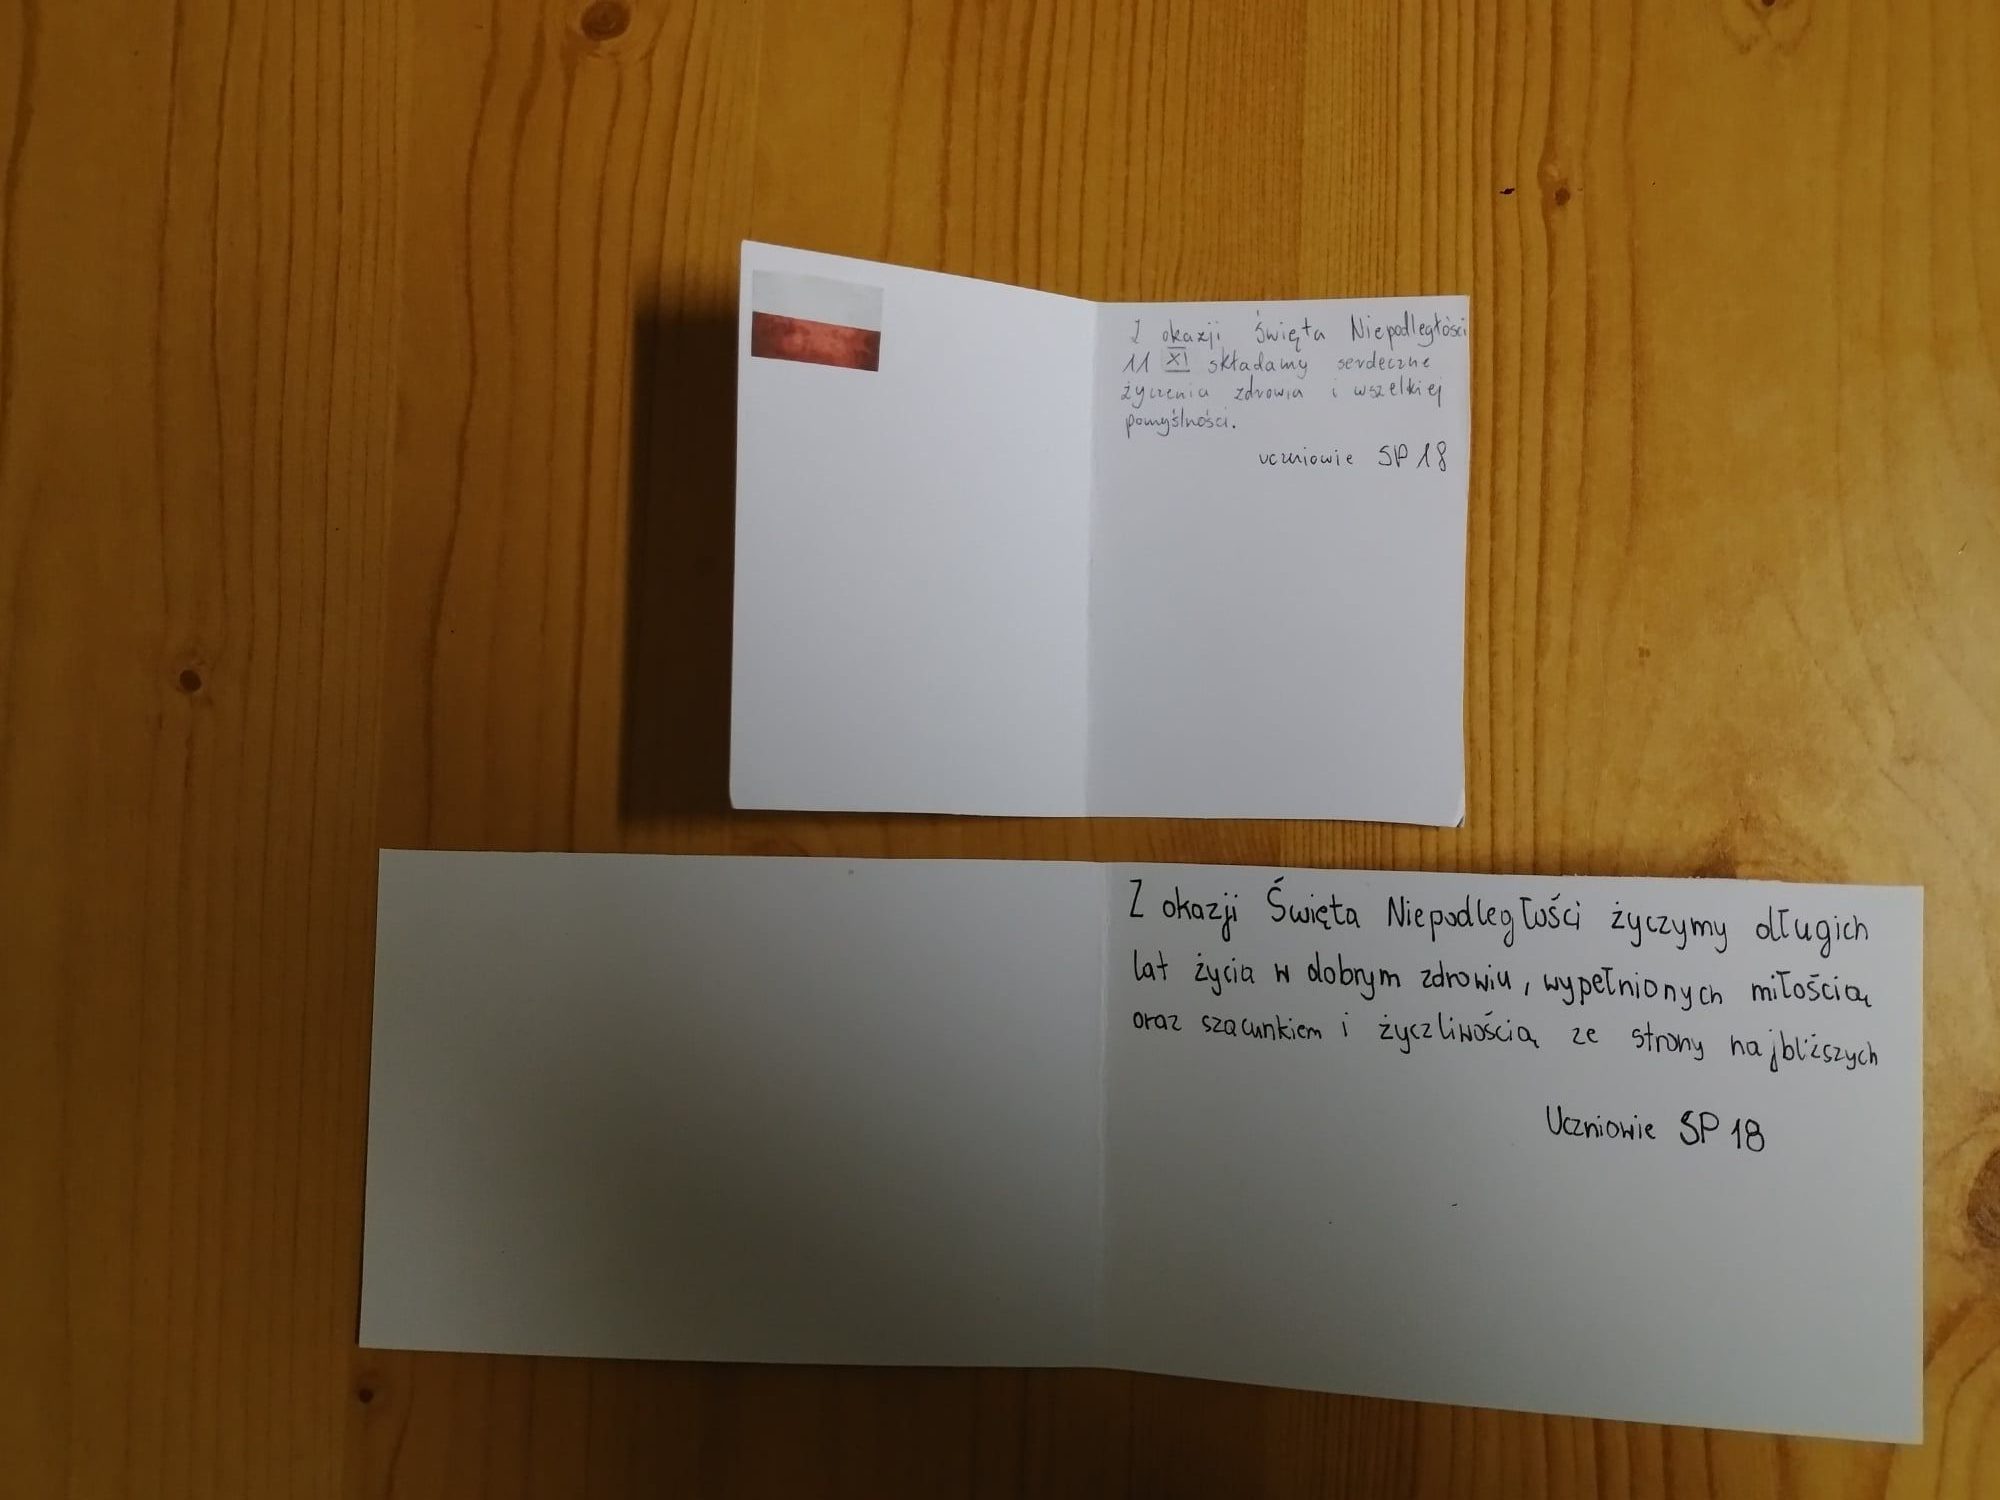 Z okazji Święta Niepodległości
11 XI składamy serdeczne
życzenia zdrowia i wszelkiej
pomyślności.
uczniowie SP 18
Z okazji Święta Niepodległości życzymy długich
lat życia w dobrym zdrowiu, wypełnionych miłością
oraz szacunkiem i życzliwością ze strony najbliższych
Uczniowie SP 18